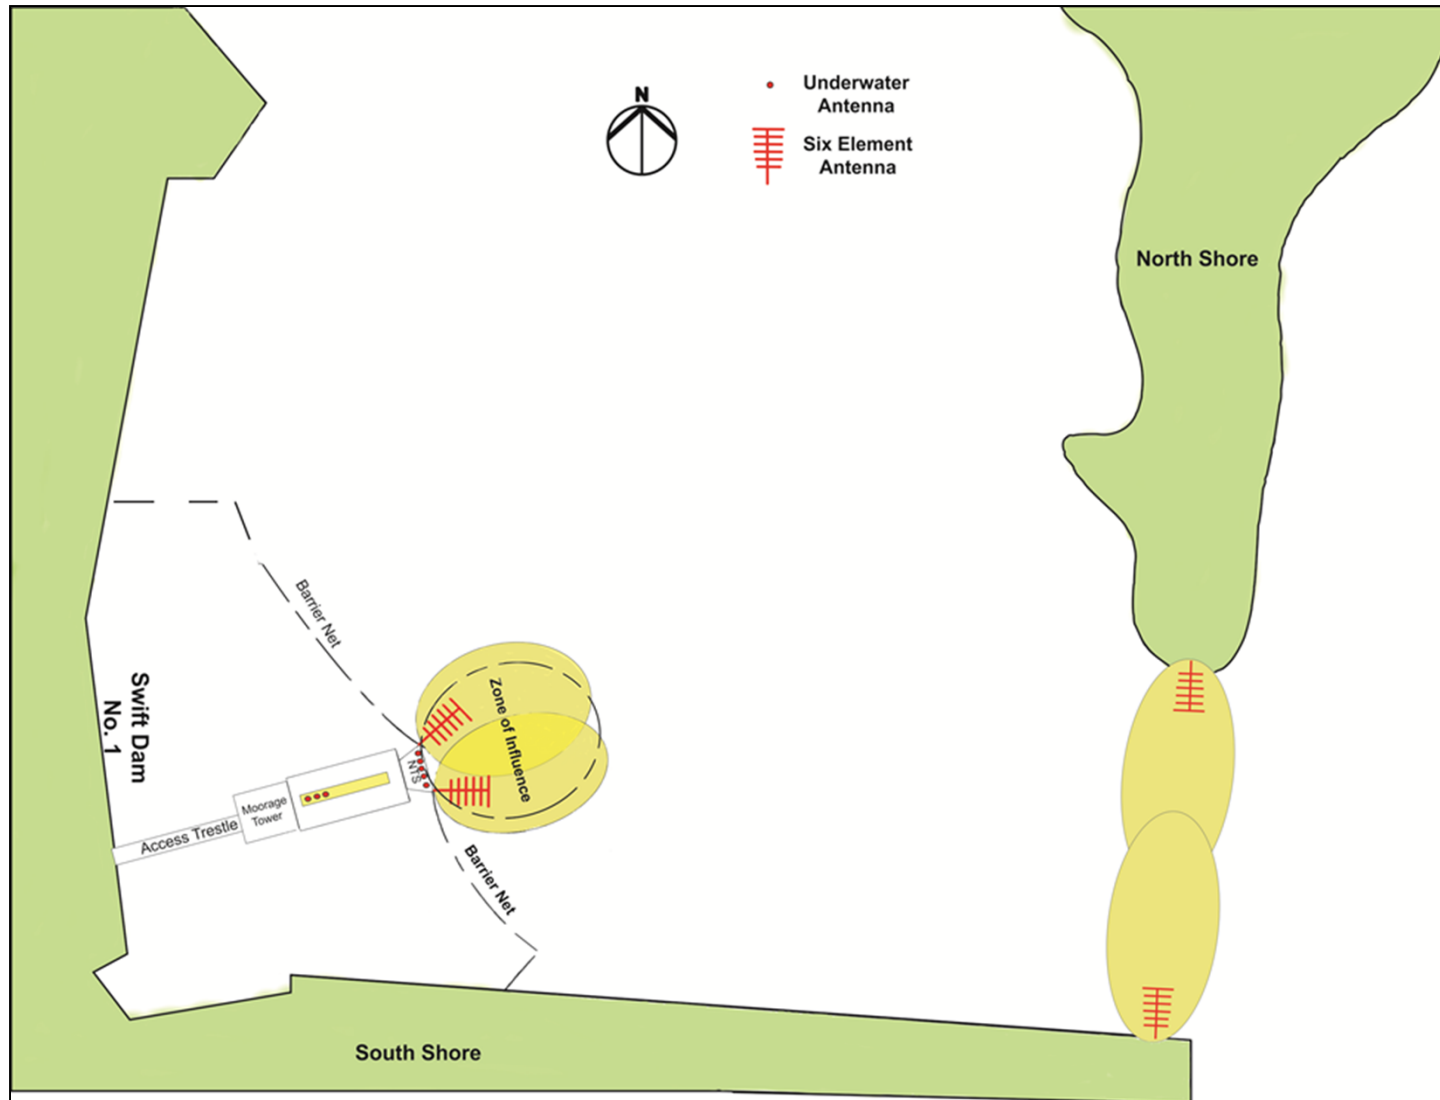 N
Underwater
Antenna
Six Element
Antenna
North Shore
Barrier Net
Zone of Influence
Swift Dam
No. 1
NTS
Moorage
Tower
Access Trestle
Barrier Net
South Shore